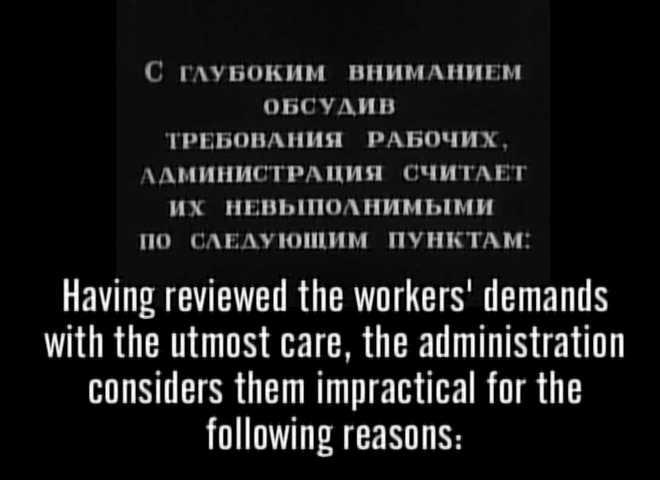 С ГЛУБОКИМ ВНИМАНИЕМ
ОБСУДИВ
ТРЕБОВАНИЯ РАБОЧИХ,
АДМИНИСТРАЦИЯ СЧИТАЕТ
ИХ НЕВЫПОЛНИМЫМИ
ПО СЛЕДУЮЩИМ ПУНКТАМ:
Having reviewed the workers' demands
with the utmost care, the administration
considers them impractical for the
following reasons: